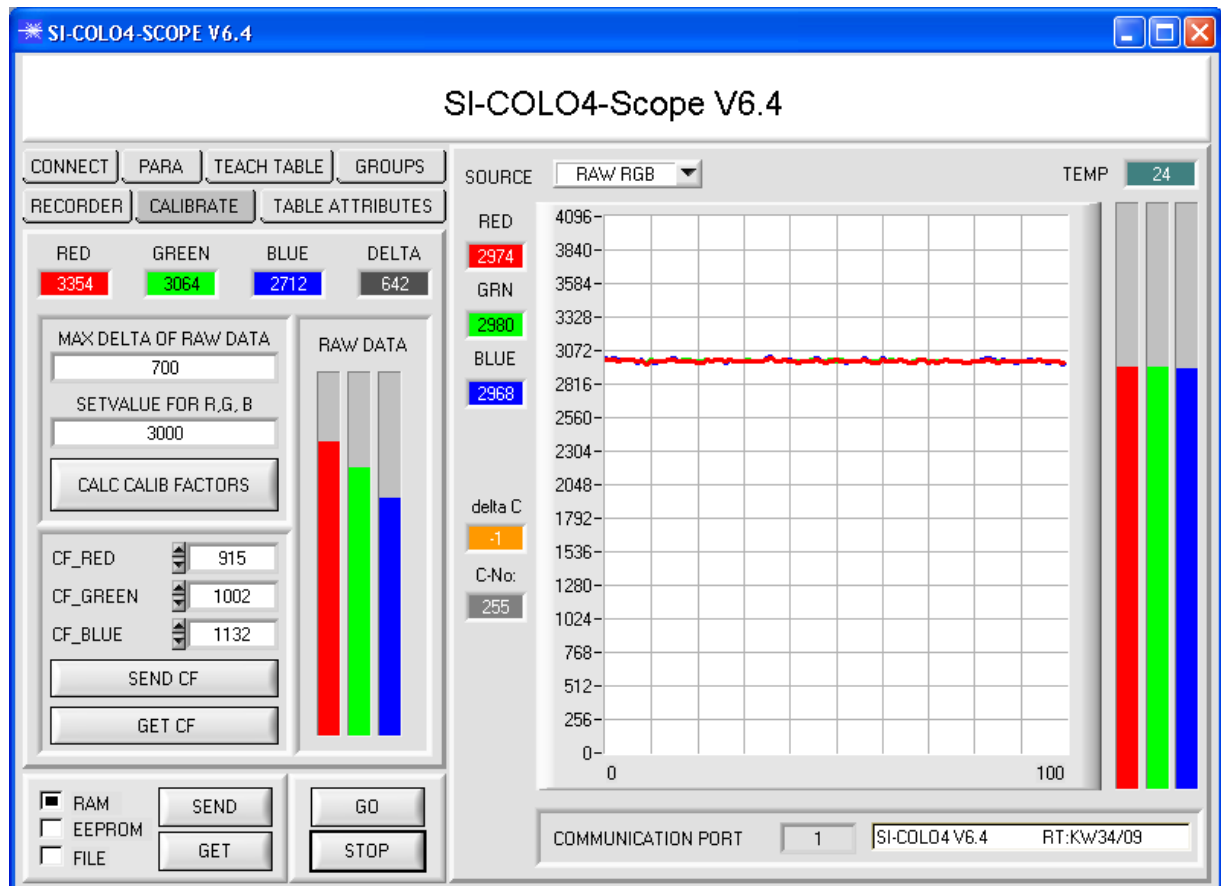 SI-COLO4-SCOPE V6.4
SI-COLO4-Scope V6.4
CONNECT PARA TEACH TABLE GROUPS
RECORDER CALIBRATE TABLE ATTRIBUTES
RED GREEN BLUE DELTA
3354 3064 2712 642
MAX DELTA OF RAW DATA
700
SETVALUE FOR R,G, B
3000
CALC CALIB FACTORS
RAW DATA
CF_RED 915
CF_GREEN 1002
CF_BLUE 1132
SEND CF
GET CF
RAM
EEPROM
FILE
SEND
GET
GO
STOP
SOURCE RAW RGB
TEMP 24
RED
2974
GRN
2980
BLUE
2968
delta C
-1
C-No:
255
4096
3840
3584
3328
3072
2816
2560
2304
2048
1792
1536
1280
1024
768
512
256
0
0 100
COMMUNICATION PORT 1 SI-COLO4 V6.4 RT:KW34/09